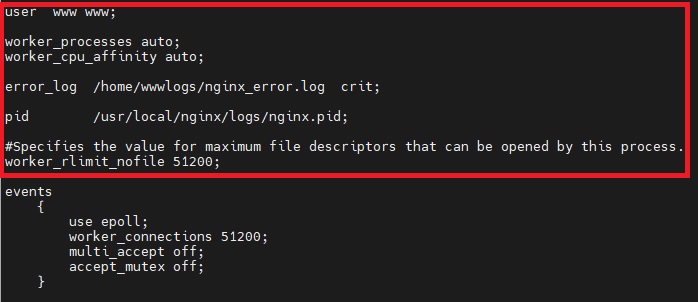 user  www www;
worker_processes auto;
worker_cpu_affinity auto;
error_log  /home/wwwlogs/nginx_error.log  crit;
pid        /usr/local/nginx/logs/nginx.pid;
#Specifies the value for maximum file descriptors that can be opened by this process.
worker_rlimit_nofile 51200;
events
    {
        use epoll;
        worker_connections 51200;
        multi_accept off;
        accept_mutex off;
    }